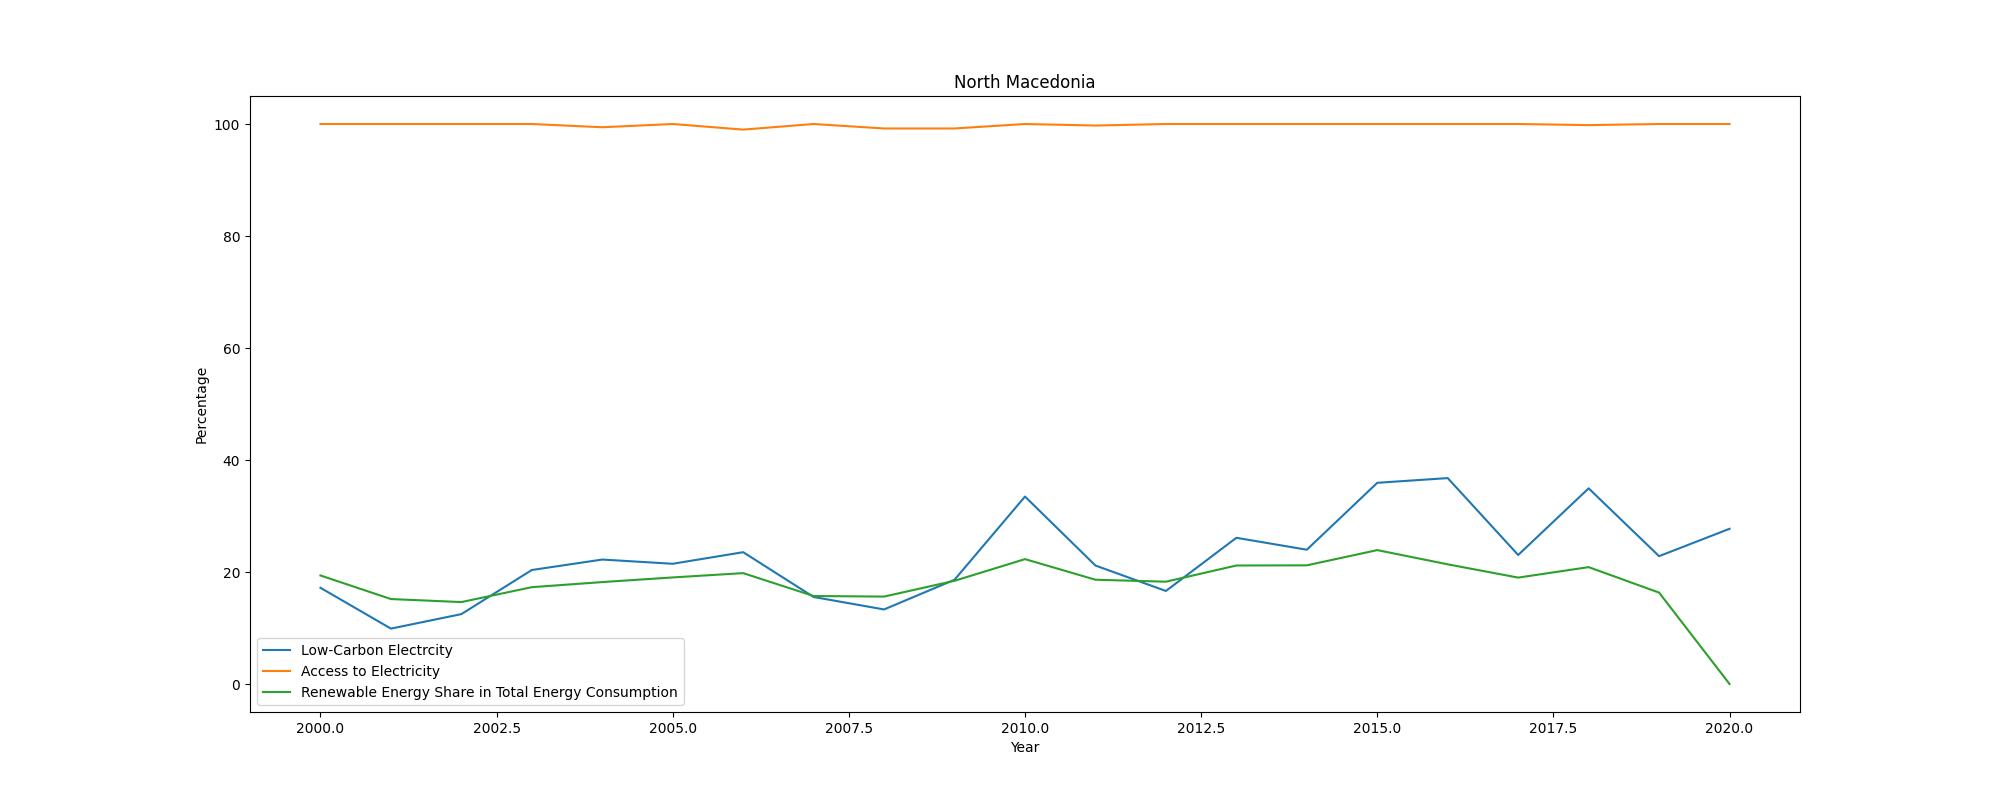 North Macedonia
100
80
60
40
20
0
Percentage
Low-Carbon Electrcity
Access to Electricity
Renewable Energy Share in Total Energy Consumption
2000.0 2002.5 2005.0 2007.5 2010.0 2012.5 2015.0 2017.5 2020.0
Year